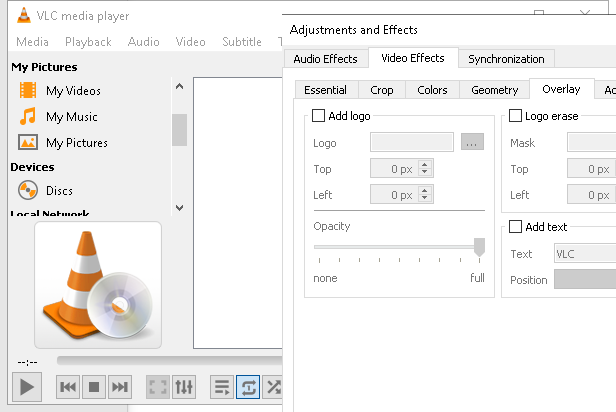 VLC media player
Media Playback Audio Video Subtitle
My Pictures
My Videos
My Music
My Pictures
Devices
Discs
Local Network
--:--
Adjustments and Effects
Audio Effects Video Effects Synchronization
Essential Crop Colors Geometry Overlay
Add logo
Logo ...
Top 0 px
Left 0 px
Opacity
none full
Logo erase
Mask
Top 0 px
Left 0 px
Add text
Text VLC
Position